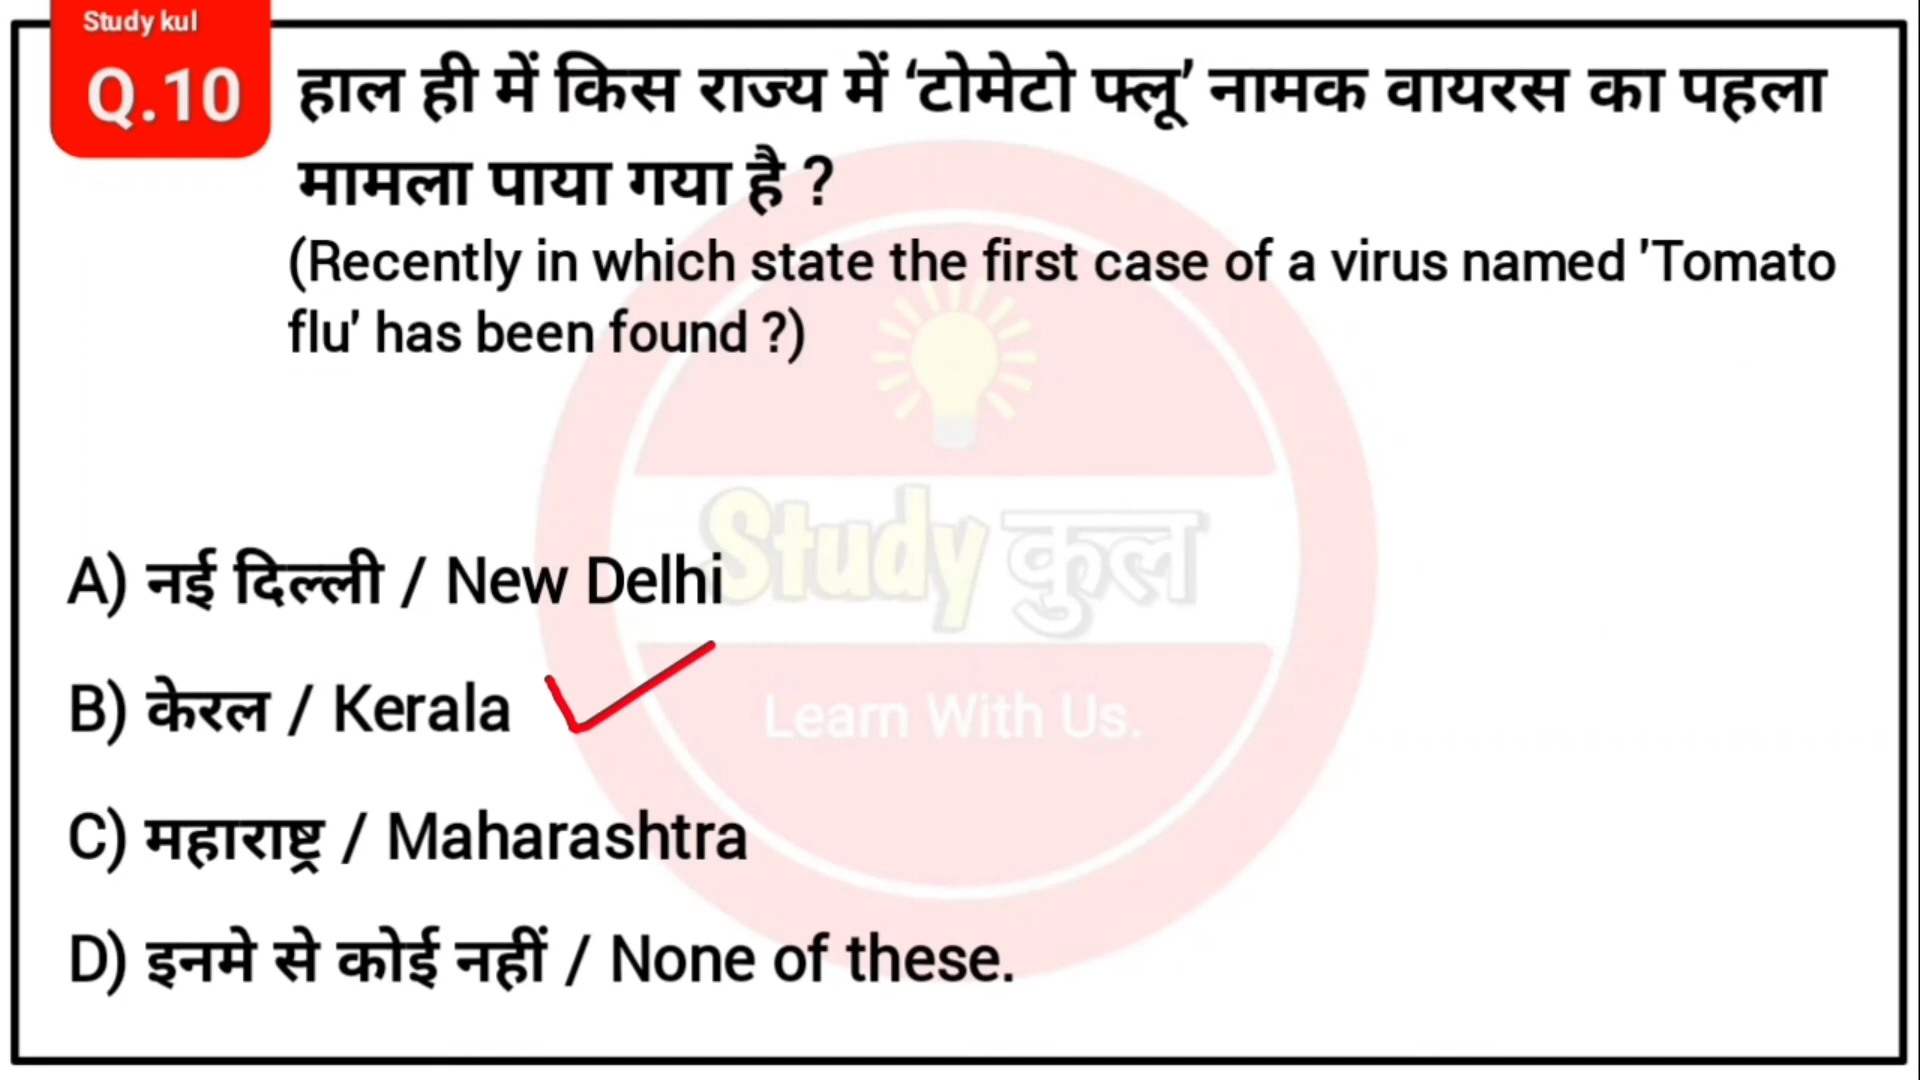 Study kul
Q.10
हाल ही में किस राज्य में ‘टोमेटो फ्लू’ नामक वायरस का पहला
मामला पाया गया है ?
(Recently in which state the first case of a virus named 'Tomato
flu' has been found ?)
Study कुल
A) नई दिल्ली / New Delhi
B) केरल / Kerala
Learn With Us.
C) महाराष्ट्र / Maharashtra
D) इनमे से कोई नहीं / None of these.